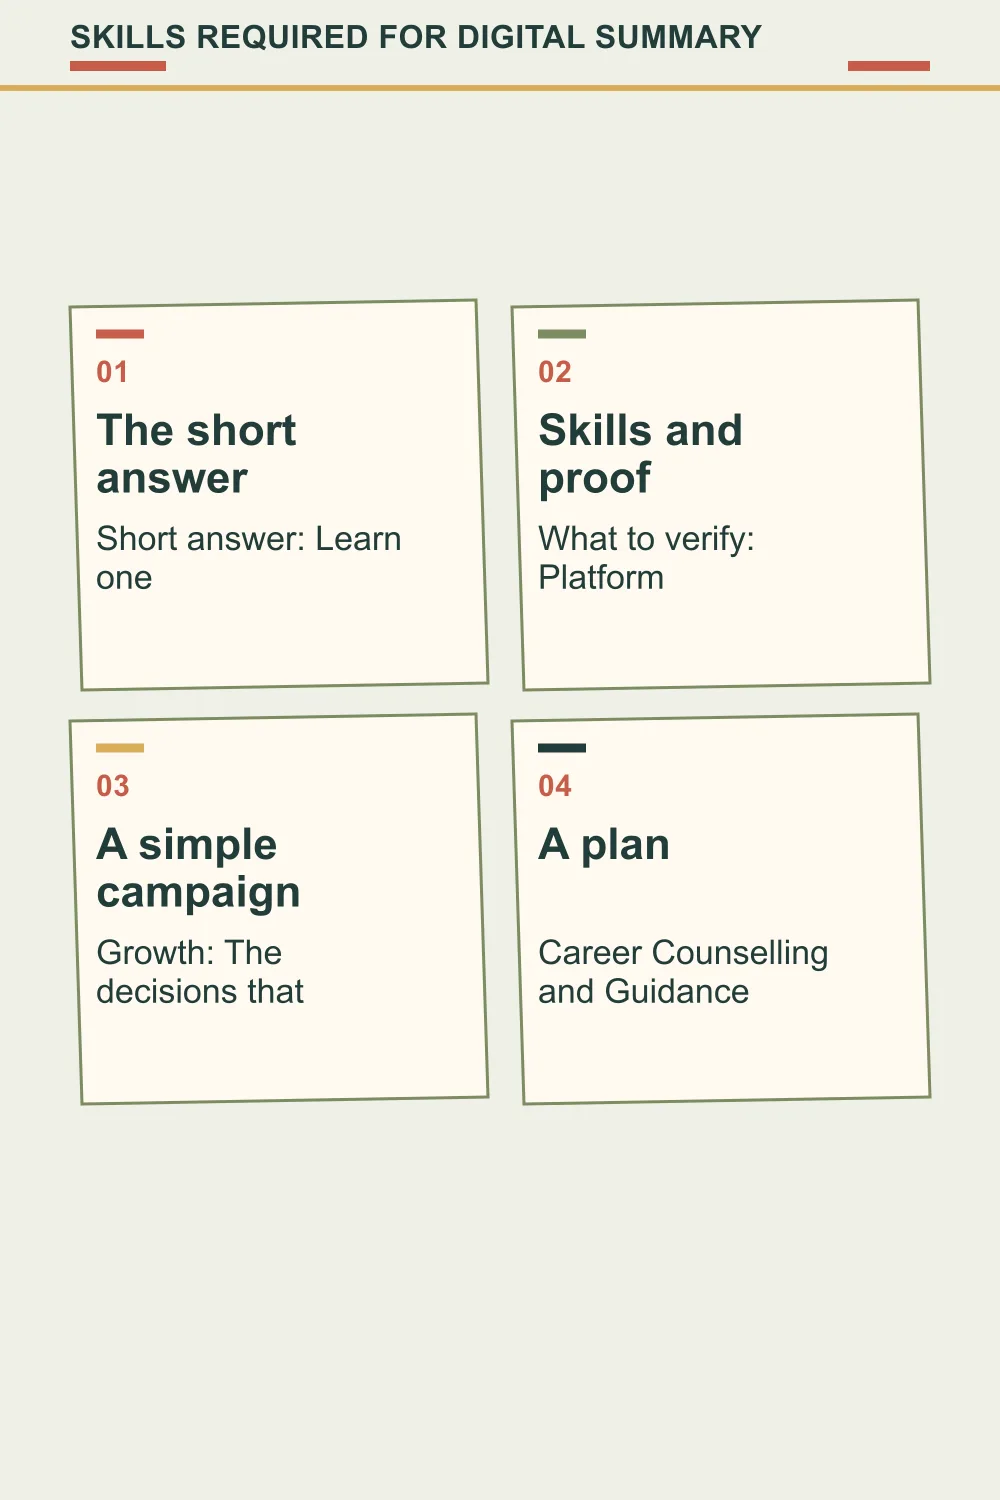 SKILLS REQUIRED FOR DIGITAL SUMMARY
01
The short
answer
Short answer: Learn
one
02
Skills and
proof
What to verify:
Platform
03
A simple
campaign
Growth: The
decisions that
04
A plan
Career Counselling
and Guidance